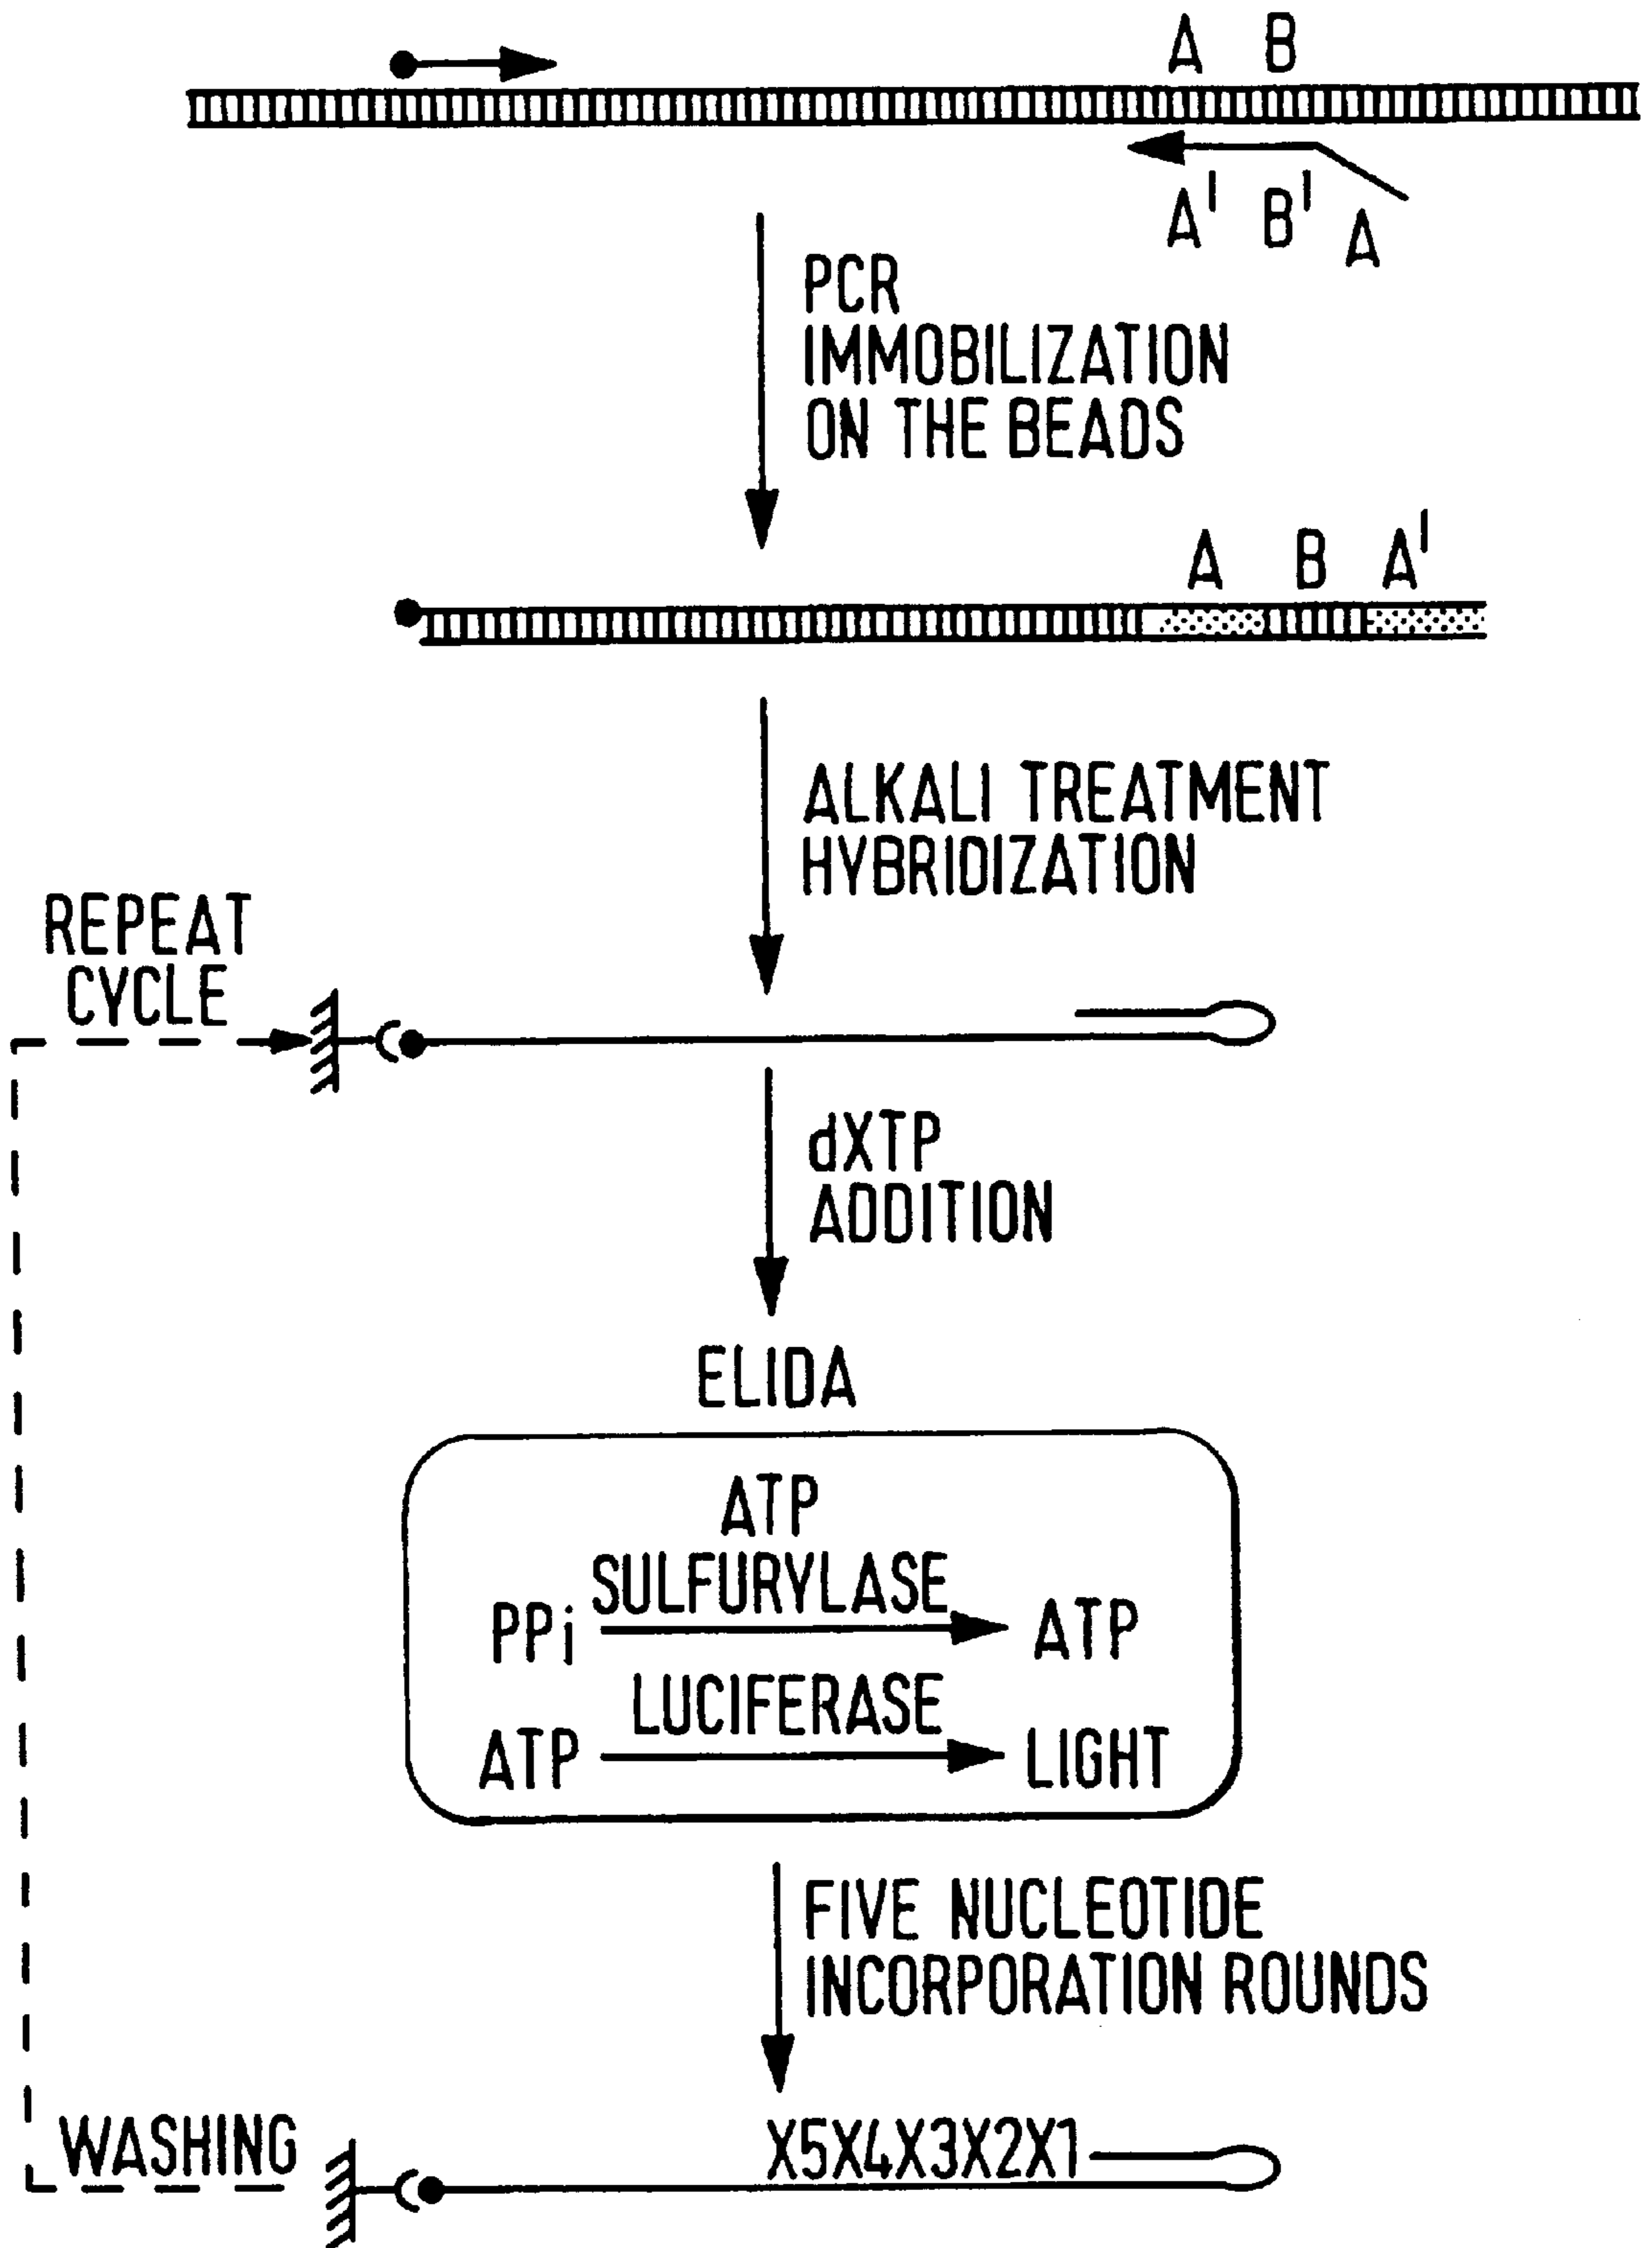 A B
A' B' A
PCR
IMMOBILIZATION
ON THE BEADS
A B A'
ALKALI TREATMENT
HYBRIDIZATION
REPEAT
CYCLE
dXTP
ADDITION
ELIDA
ATP
SULFURYLASE
PPi ATP
LUCIFERASE
ATP LIGHT
FIVE NUCLEOTIDE
INCORPORATION ROUNDS
WASHING
X5X4X3X2X1